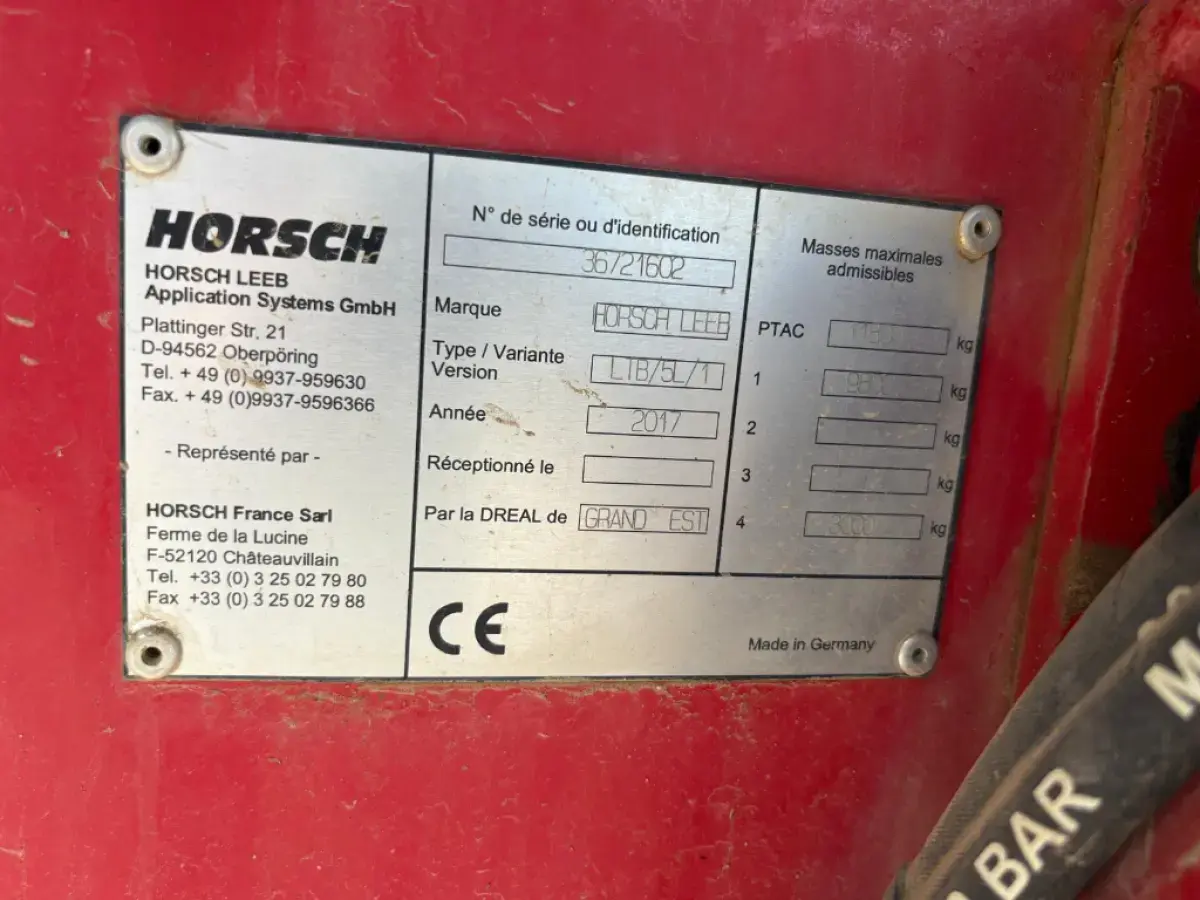 HORSCH
HORSCH LEEB
Application Systems GmbH
Plattinger Str. 21
D-94562 Oberpöring
Tel. + 49 (0) 9937-959630
Fax. + 49 (0)9937-9596366
- Représenté par -
HORSCH France Sarl
Ferme de la Lucine
F-52120 Châteauvillain
Tel. +33 (0) 3 25 02 79 80
Fax +33 (0) 3 25 02 79 88
N° de série ou d'identification
36721602
Marque HORSCH LEEB
Type / Variante
Version LTB/5L/1
Année 2017
Réceptionné le
Par la DREAL de GRAND EST
Masses maximales
admissibles
PTAC kg
1 9800 kg
2 kg
3 kg
4 3000 kg
CE
Made in Germany
BAR